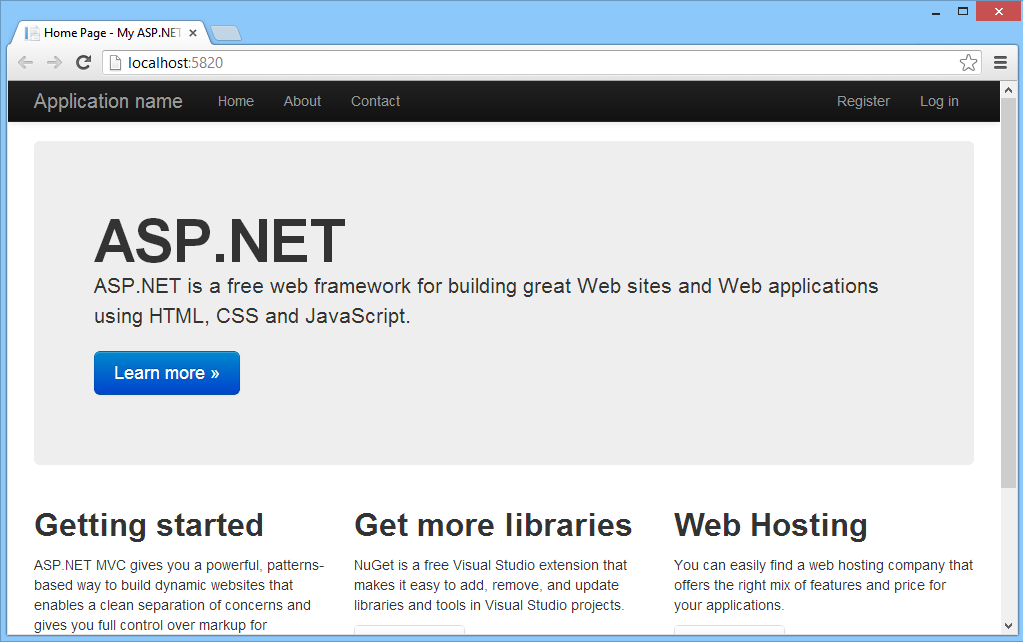 Home Page - My ASP.NET
localhost:5820
Application name Home About Contact Register Log in
ASP.NET
ASP.NET is a free web framework for building great Web sites and Web applications
using HTML, CSS and JavaScript.
Learn more »
Getting started
ASP.NET MVC gives you a powerful, patterns-
based way to build dynamic websites that
enables a clean separation of concerns and
gives you full control over markup for
Get more libraries
NuGet is a free Visual Studio extension that
makes it easy to add, remove, and update
libraries and tools in Visual Studio projects.
Web Hosting
You can easily find a web hosting company that
offers the right mix of features and price for
your applications.